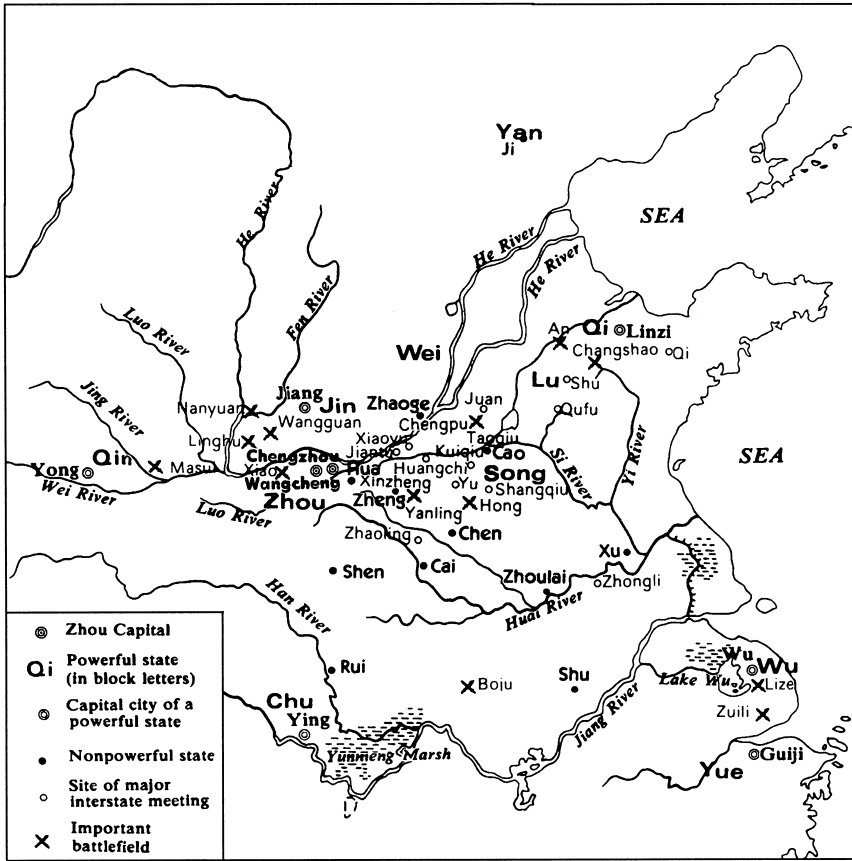 Yan
Ji
SEA
He River
He River
He River
Fen River
Luo River
Wei
An
Qi
Linzi
Changshao
Qi
Lu
Shu
Jing River
Jiang
Jin
Zhaoge
Juan
Qufu
Nanyuan
Wangguan
Chengpu
Linghu
Xiaoyu
Taoqiu
Si River
Yi River
SEA
Qin
Chengzhou
Jiantu
Kuiqiu
Cao
Yong
Masui
Xiao
Hua
Huangchi
Song
Wei River
Wangcheng
Xinzheng
Yu
Shangqiu
Luo River
Zhou
Zheng
Yanling
Hong
Zhaoling
Chen
Xu
Shen
Cai
Zhoulai
Zhongli
Han River
Huai River
Zhou Capital
Qi
Powerful state
(in block letters)
Capital city of a
powerful state
Nonpowerful state
Site of major
interstate meeting
Important
battlefield
Rui
Boju
Shu
Wu
Wu
Lake Wu
Lize
Chu
Ying
Jiang River
Zuili
Yunmeng Marsh
Yue
Guiji